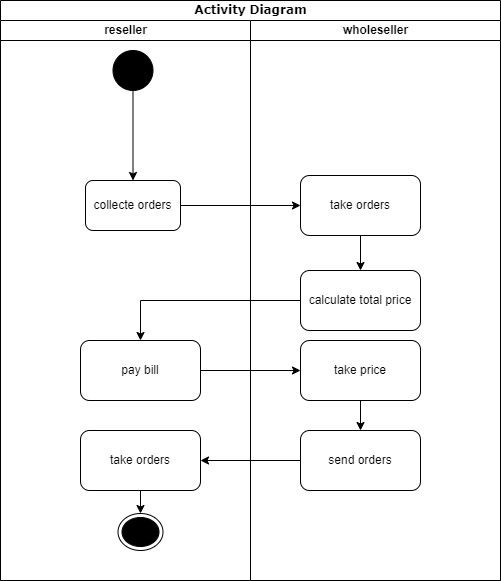 Activity Diagram
reseller
wholeseller
collecte orders
take orders
calculate total price
pay bill
take price
take orders
send orders